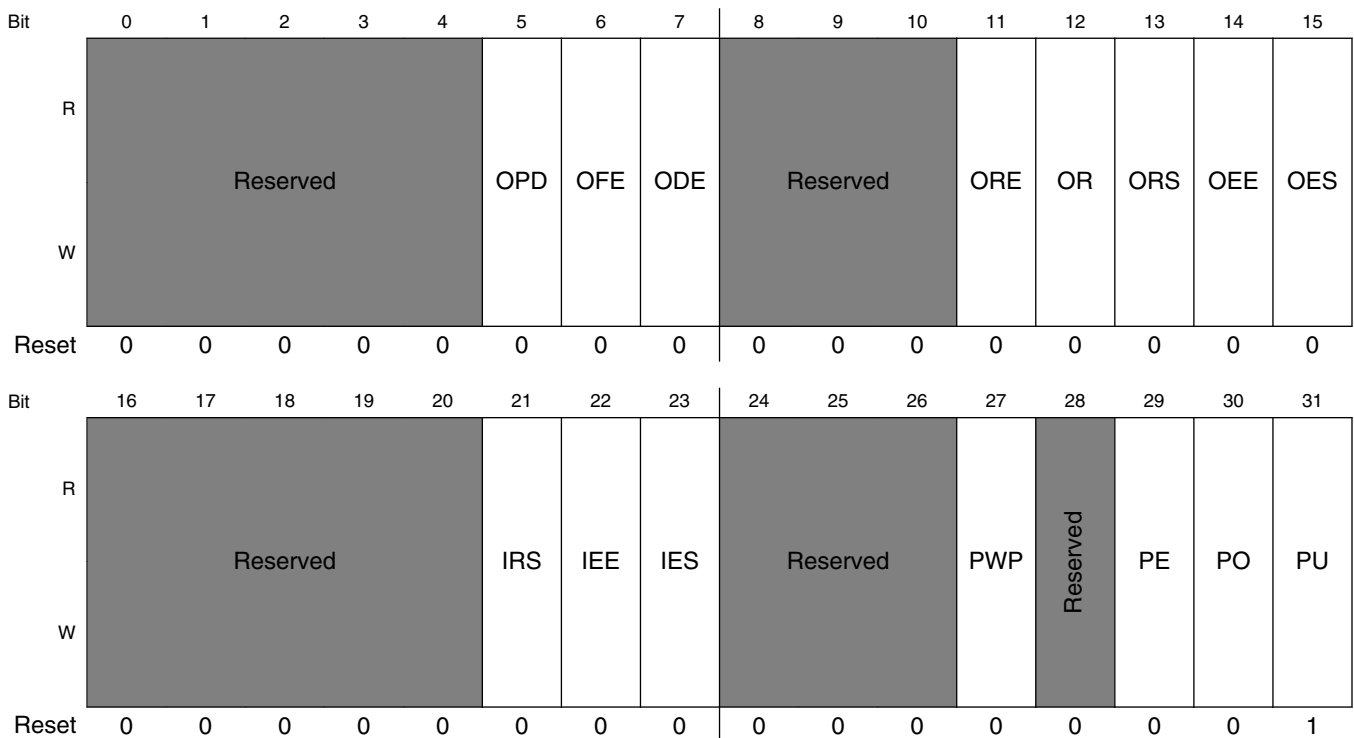 Bit 0 1 2 3 4 5 6 7 8 9 10 11 12 13 14 15
R
Reserved OPD OFE ODE Reserved ORE OR ORS OEE OES
W
Reset 0 0 0 0 0 0 0 0 0 0 0 0 0 0 0 0
Bit 16 17 18 19 20 21 22 23 24 25 26 27 28 29 30 31
R
Reserved IRS IEE IES Reserved PWP Reserved PE PO PU
W
Reset 0 0 0 0 0 0 0 0 0 0 0 0 0 0 0 1